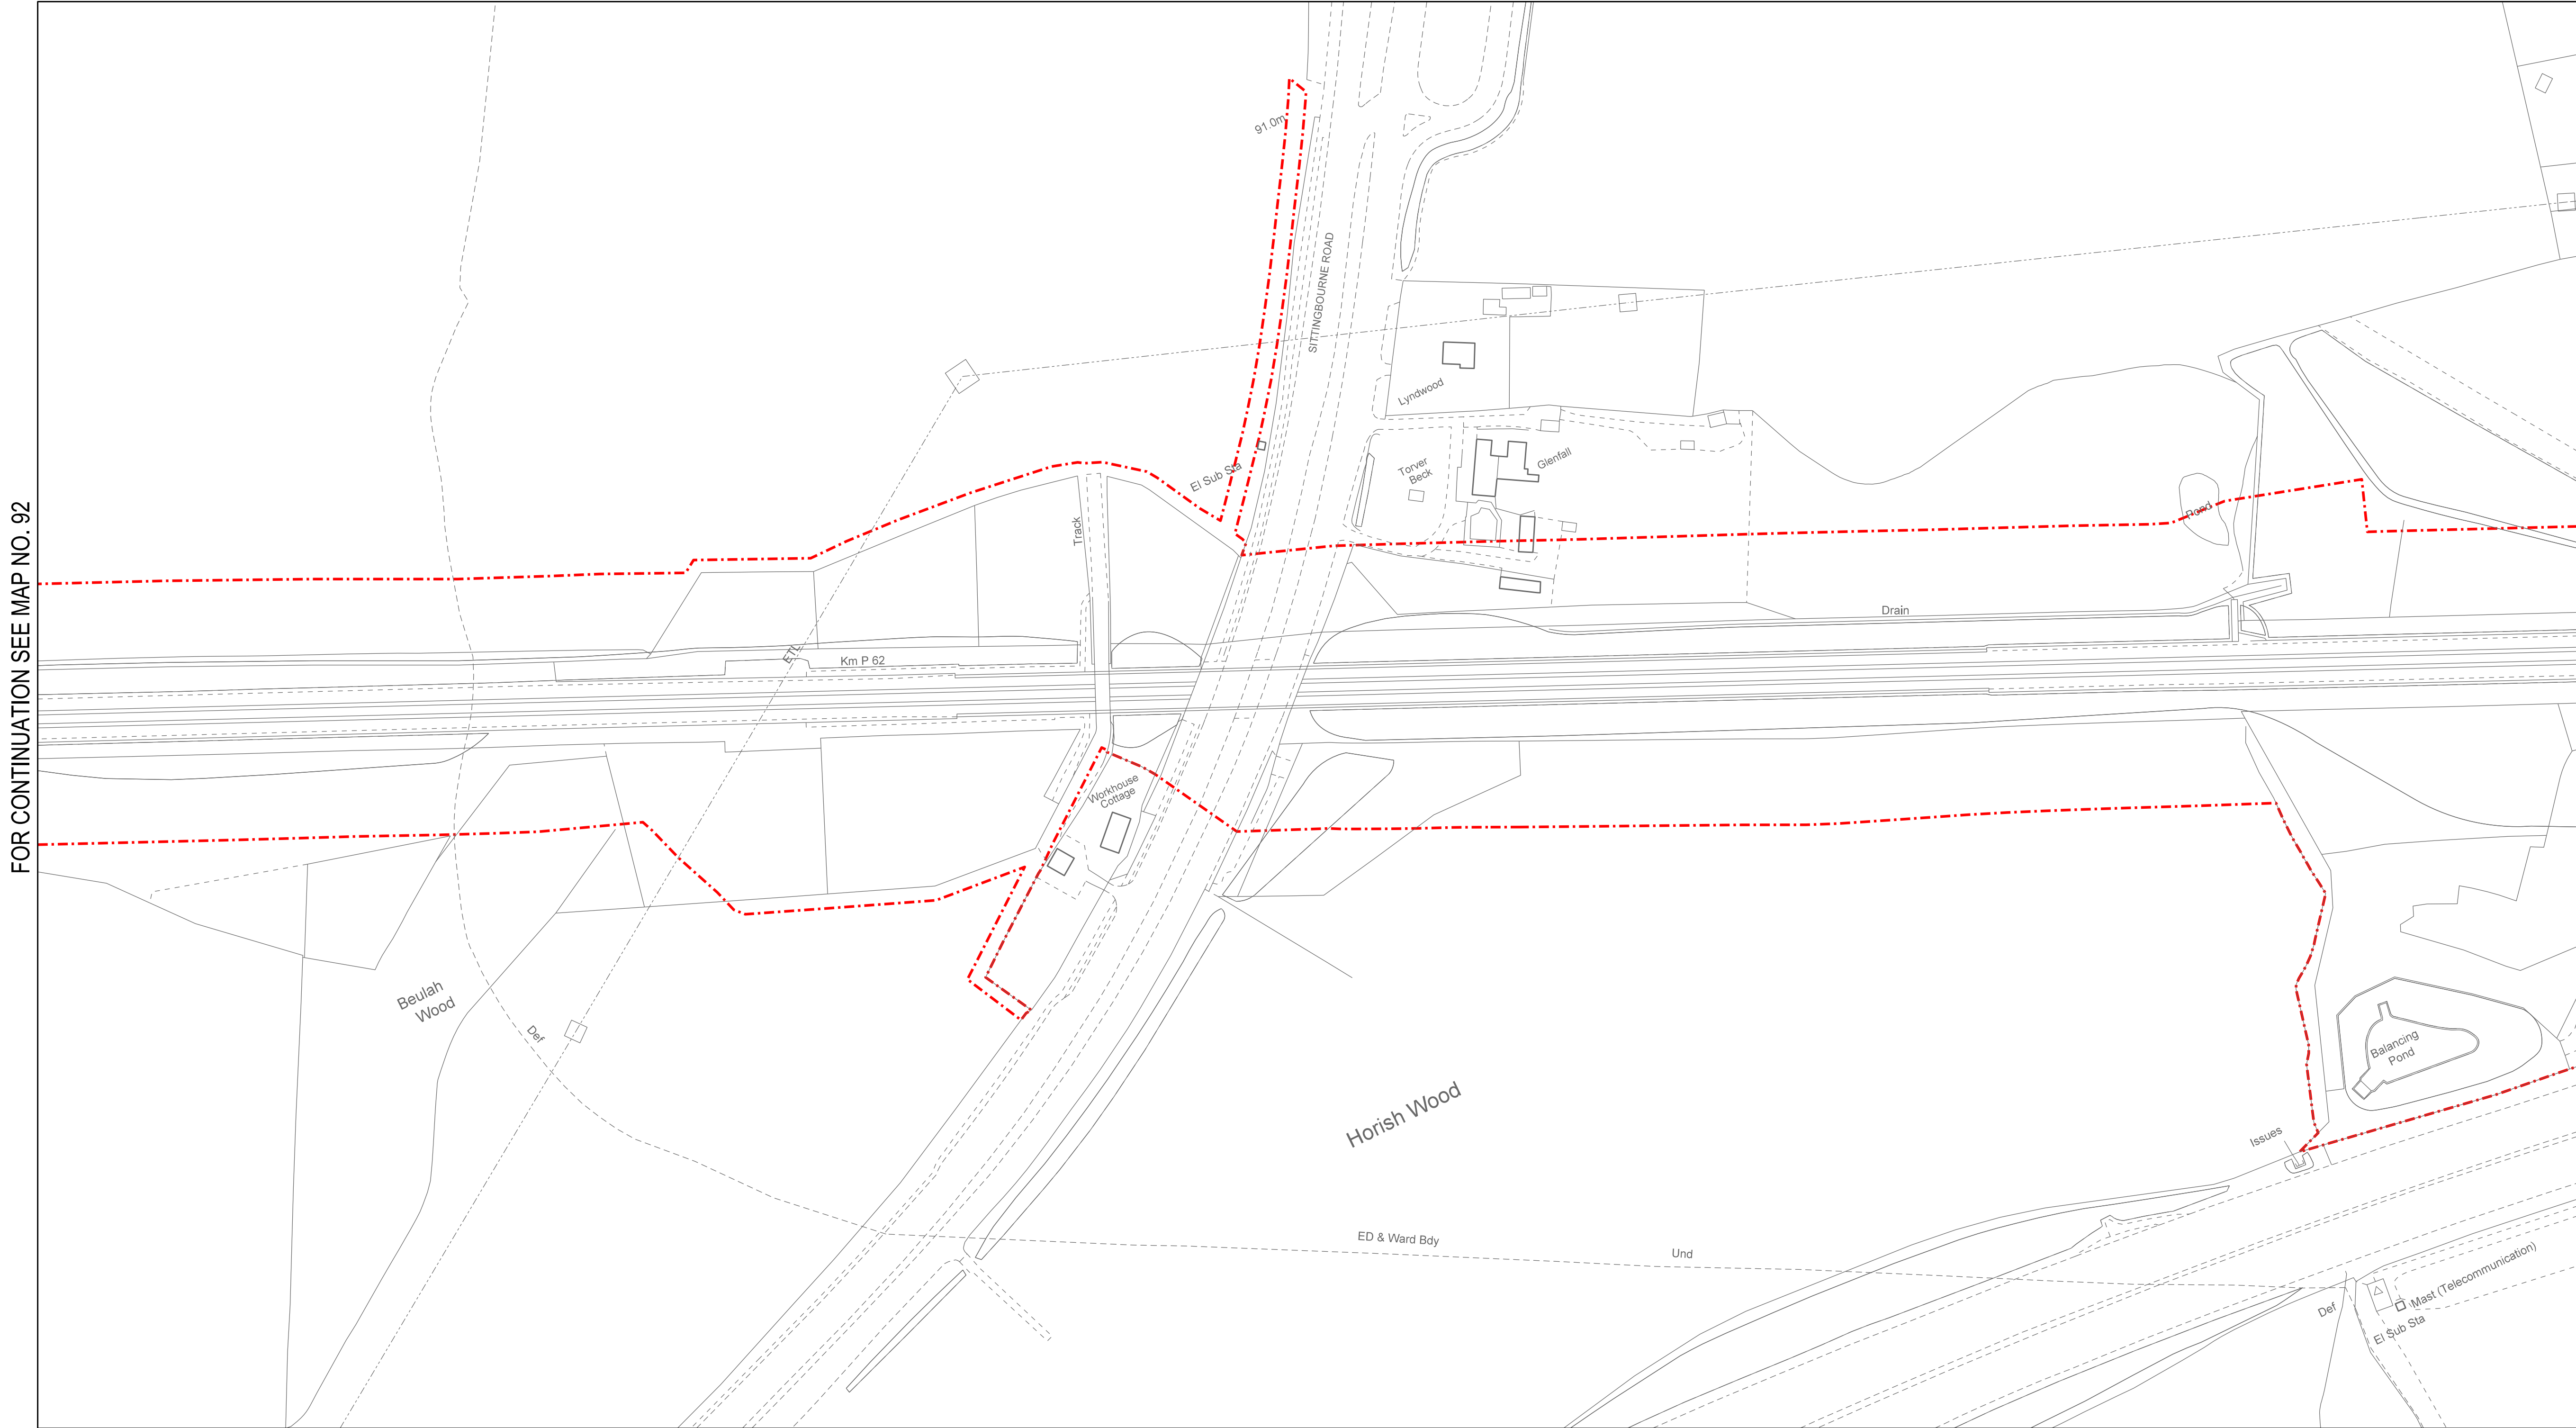 FOR CONTINUATION SEE MAP NO. 92
91.0m
SITTINGBOURNE ROAD
Lyndwood
El Sub Sta
Torver
Beck
Glenfall
Track
Pond
Drain
ETL
Km P 62
Workhouse
Cottage
Beulah
Wood
Def
Balancing
Pond
Horish Wood
Issues
ED & Ward Bdy
Und
Mast (Telecommunication)
Def
El Sub Sta